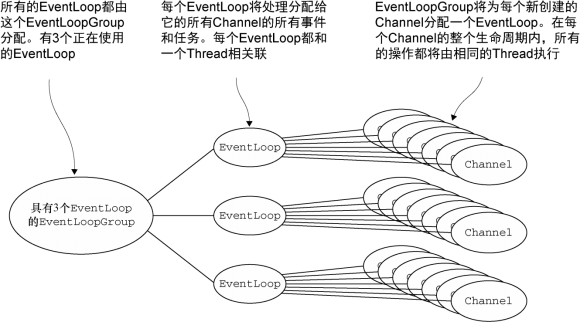 所有的EventLoop都由
这个EventLoopGroup
分配。有3个正在使用
的EventLoop
每个EventLoop将处理分配给
它的所有Channel的所有事件
和任务。每个EventLoop都和
一个Thread相关联
EventLoopGroup将为每个新创建的
Channel分配一个EventLoop。在每
个Channel的整个生命周期内，所有
的操作都将由相同的Thread执行
EventLoop
Channel
具有3个EventLoop
的EventLoopGroup
EventLoop
Channel
EventLoop
Channel